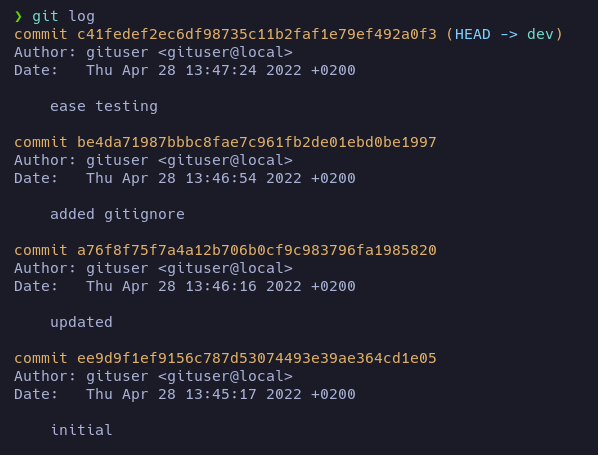 ❯ git log
commit c41fedef2ec6df98735c11b2faf1e79ef492a0f3 (HEAD -> dev)
Author: gituser <gituser@local>
Date:   Thu Apr 28 13:47:24 2022 +0200

    ease testing

commit be4da71987bbbc8fae7c961fb2de01ebd0be1997
Author: gituser <gituser@local>
Date:   Thu Apr 28 13:46:54 2022 +0200

    added gitignore

commit a76f8f75f7a4a12b706b0cf9c983796fa1985820
Author: gituser <gituser@local>
Date:   Thu Apr 28 13:46:16 2022 +0200

    updated

commit ee9d9f1ef9156c787d53074493e39ae364cd1e05
Author: gituser <gituser@local>
Date:   Thu Apr 28 13:45:17 2022 +0200

    initial